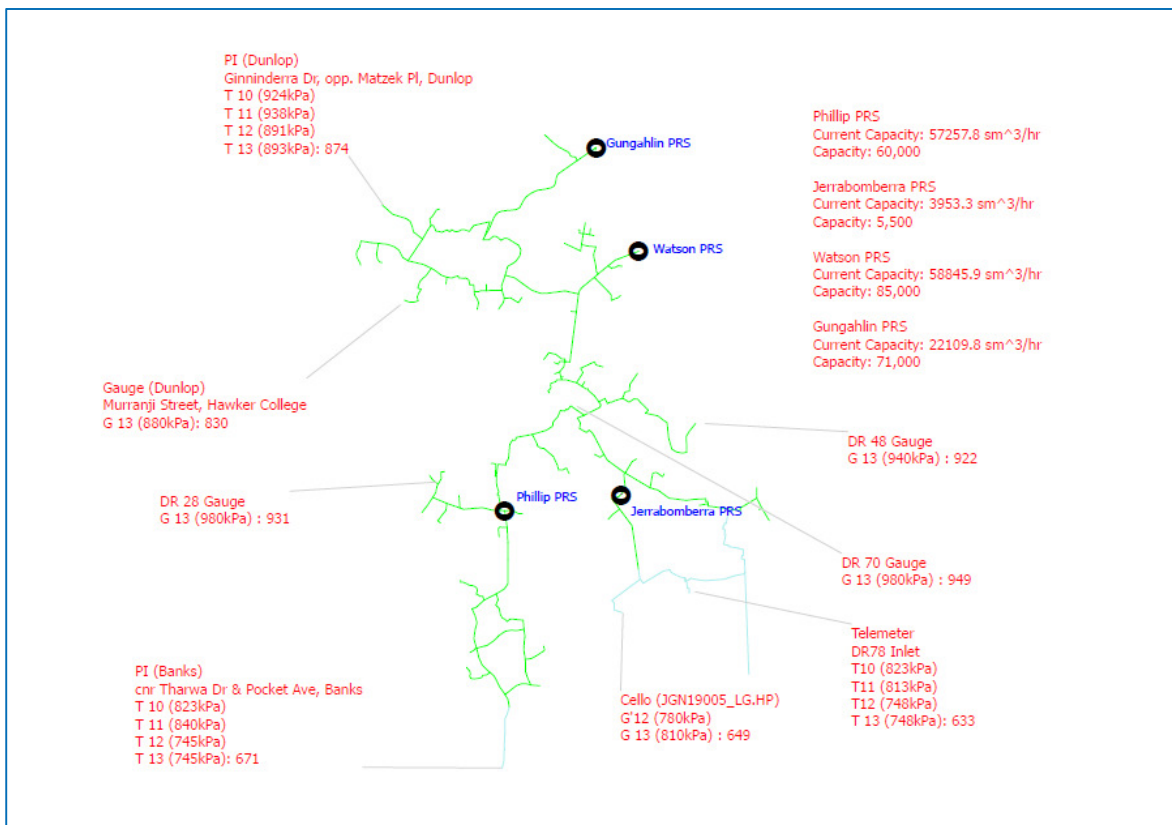 PI (Dunlop)
Ginninderra Dr, opp. Matzek Pl, Dunlop
T 10 (924kPa)
T 11 (938kPa)
T 12 (891kPa)
T 13 (893kPa): 874
Gungahlin PRS
Watson PRS
Phillip PRS
Current Capacity: 57257.8 sm^3/hr
Capacity: 60,000
Jerrabomberra PRS
Current Capacity: 3953.3 sm^3/hr
Capacity: 5,500
Watson PRS
Current Capacity: 58845.9 sm^3/hr
Capacity: 85,000
Gungahlin PRS
Current Capacity: 22109.8 sm^3/hr
Capacity: 71,000
Gauge (Dunlop)
Murranji Street, Hawker College
G 13 (880kPa): 830
DR 48 Gauge
G 13 (940kPa) : 922
DR 28 Gauge
G 13 (980kPa) : 931
Phillip PRS
Jerrabomberra PRS
DR 70 Gauge
G 13 (980kPa) : 949
PI (Banks)
cnr Tharwa Dr & Pocket Ave, Banks
T 10 (823kPa)
T 11 (840kPa)
T 12 (745kPa)
T 13 (745kPa): 671
Cello (JGN19005_LG.HP)
G'12 (780kPa)
G 13 (810kPa) : 649
Telemeter
DR78 Inlet
T10 (823kPa)
T11 (813kPa)
T12 (748kPa)
T 13 (748kPa): 633